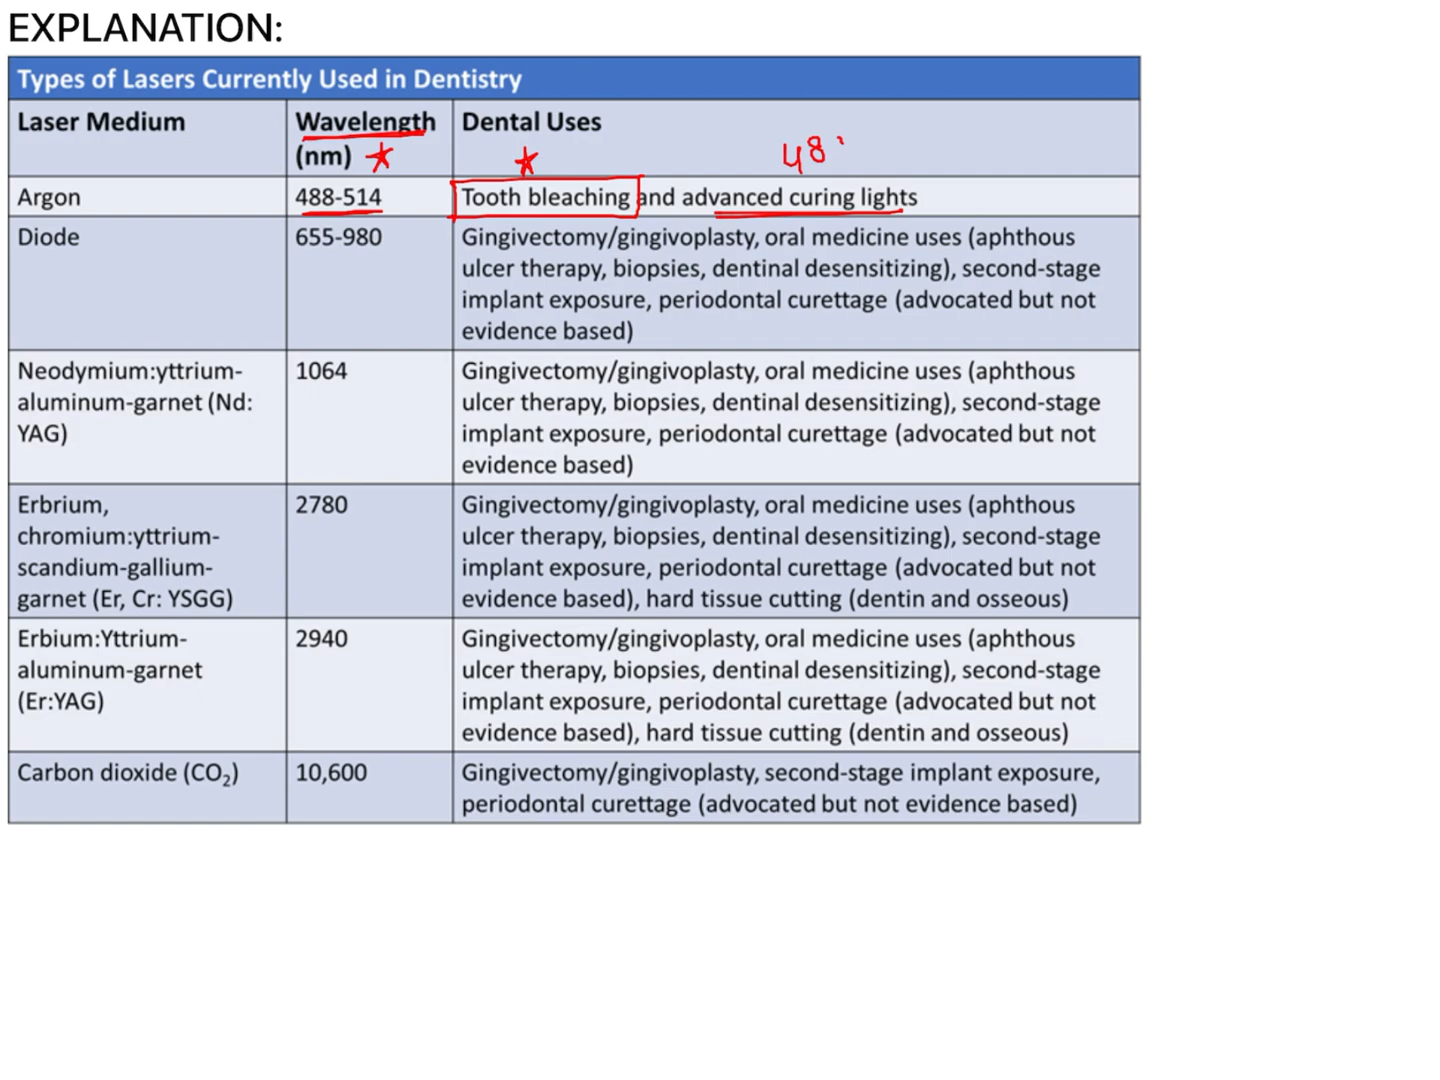 EXPLANATION:
Types of Lasers Currently Used in Dentistry
Laser Medium
Wavelength
(nm)
Dental Uses
48
Argon
488-514
Tooth bleaching and advanced curing lights
Diode
655-980
Gingivectomy/gingivoplasty, oral medicine uses (aphthous
ulcer therapy, biopsies, dentinal desensitizing), second-stage
implant exposure, periodontal curettage (advocated but not
evidence based)
Neodymium:yttrium-
aluminum-garnet (Nd:
YAG)
1064
Gingivectomy/gingivoplasty, oral medicine uses (aphthous
ulcer therapy, biopsies, dentinal desensitizing), second-stage
implant exposure, periodontal curettage (advocated but not
evidence based)
Erbrium,
chromium:yttrium-
scandium-gallium-
garnet (Er, Cr: YSGG)
2780
Gingivectomy/gingivoplasty, oral medicine uses (aphthous
ulcer therapy, biopsies, dentinal desensitizing), second-stage
implant exposure, periodontal curettage (advocated but not
evidence based), hard tissue cutting (dentin and osseous)
Erbium:Yttrium-
aluminum-garnet
(Er:YAG)
2940
Gingivectomy/gingivoplasty, oral medicine uses (aphthous
ulcer therapy, biopsies, dentinal desensitizing), second-stage
implant exposure, periodontal curettage (advocated but not
evidence based), hard tissue cutting (dentin and osseous)
Carbon dioxide (CO₂)
10,600
Gingivectomy/gingivoplasty, second-stage implant exposure,
periodontal curettage (advocated but not evidence based)